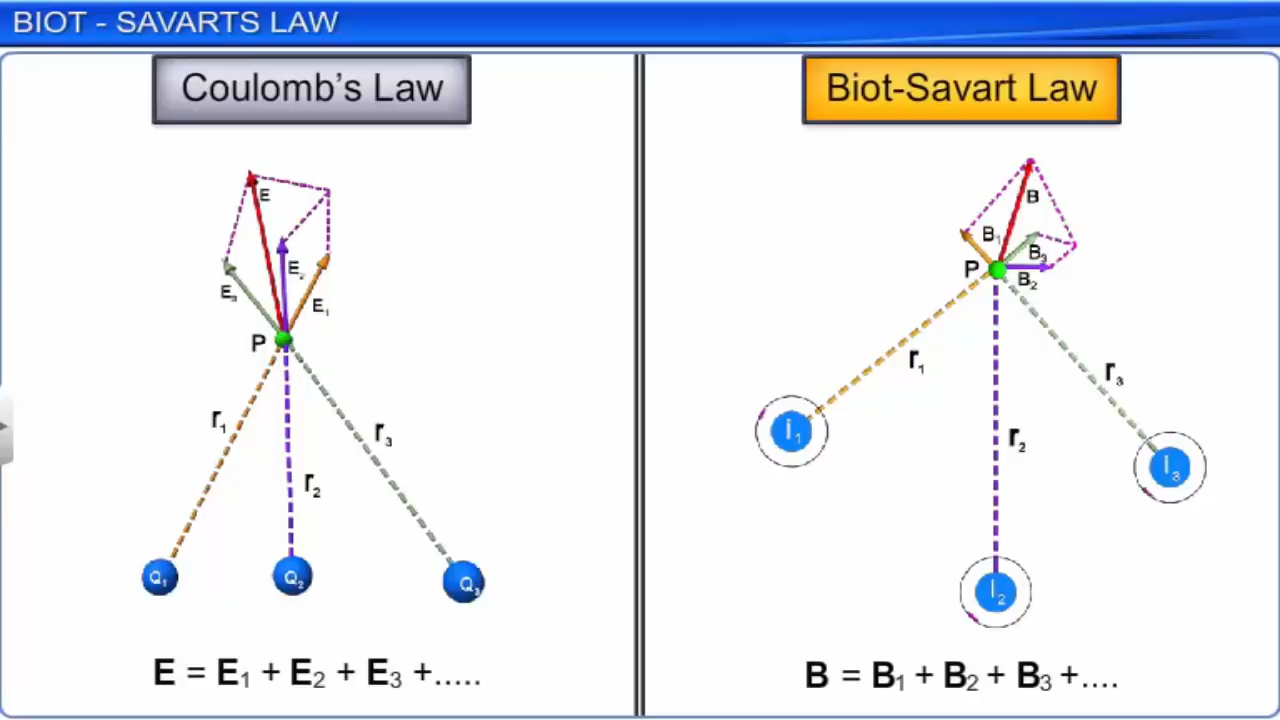 BIOT - SAVARTS LAW
Coulomb's Law
E
E₂
E₃
E₁
P
r₁
r₃
r₂
Q₁
Q₂
Q₃
E = E₁ + E₂ + E₃ +.....
Biot-Savart Law
B
B₁
B₃
P
B₂
r₁
r₃
r₂
i₁
I₃
I₂
B = B₁ + B₂ + B₃ +....